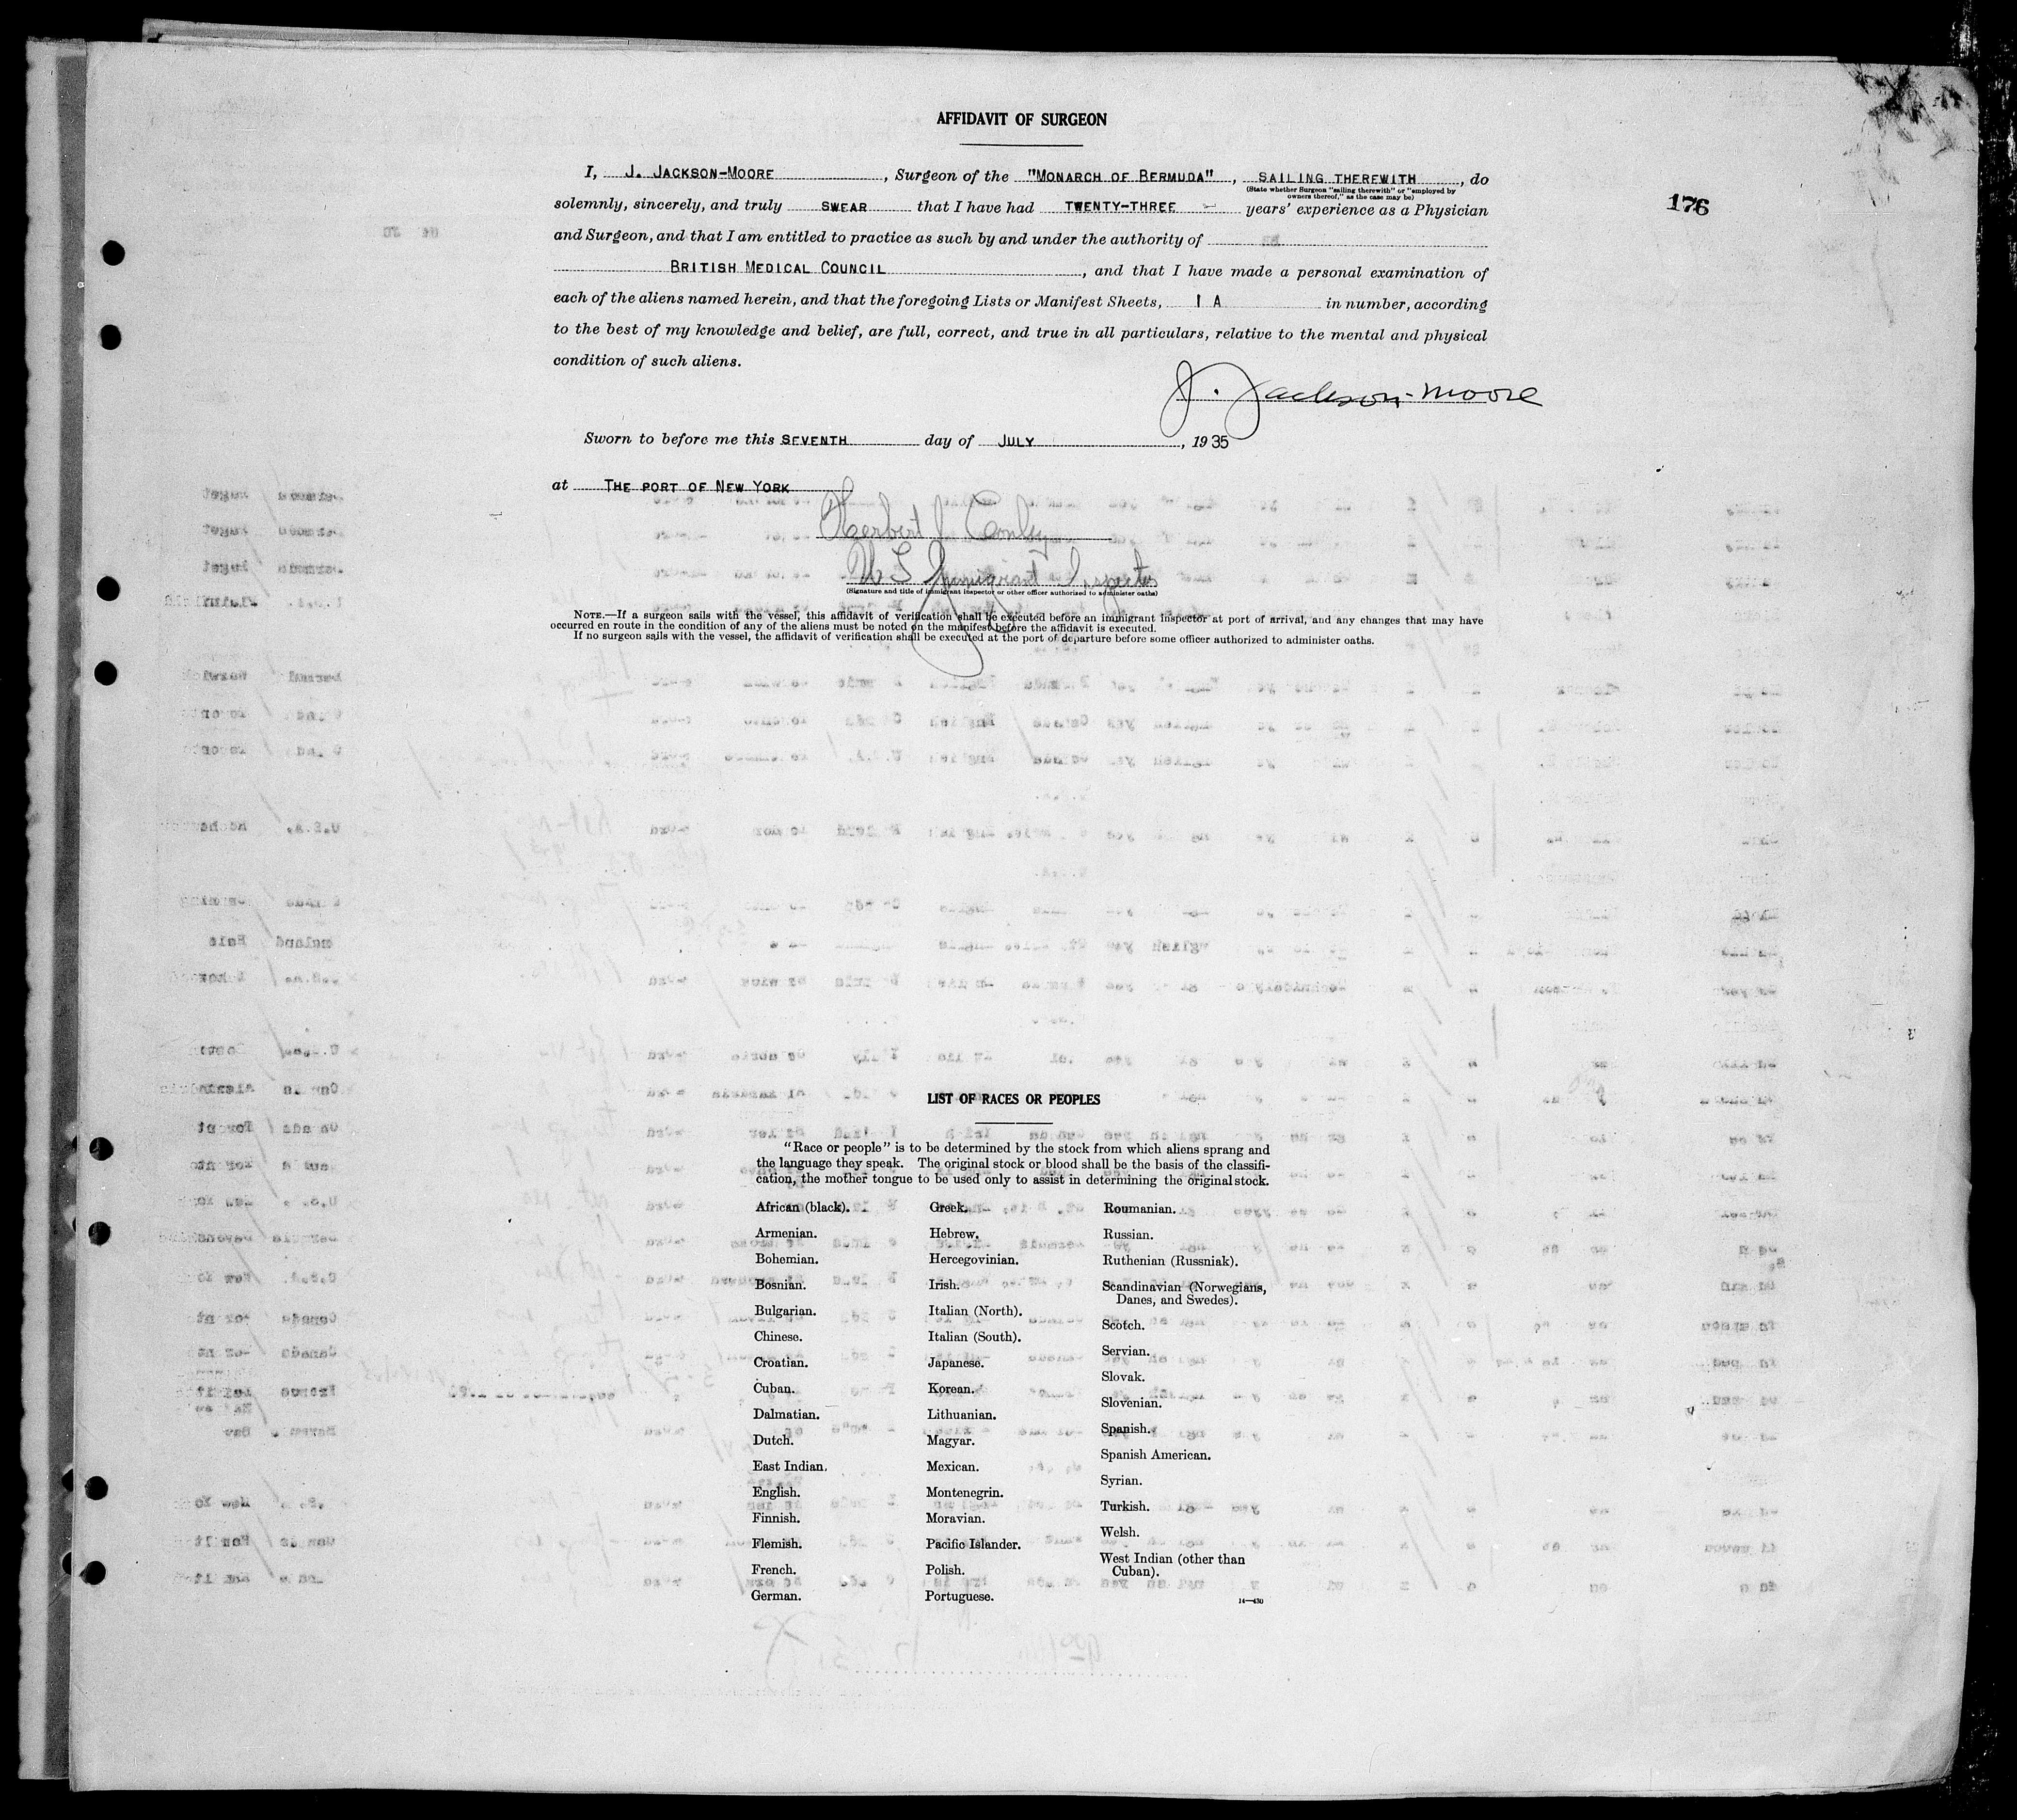 AFFIDAVIT OF SURGEON
I, J. JACKSON-MOORE, Surgeon of the "MONARCH OF BERMUDA", SAILING THEREWITH, do
(State whether Surgeon "sailing therewith" or "employed by
owners thereof," as the case may be)
176
solemnly, sincerely, and truly SWEAR that I have had TWENTY-THREE - years' experience as a Physician
and Surgeon, and that I am entitled to practice as such by and under the authority of
BRITISH MEDICAL COUNCIL, and that I have made a personal examination of
each of the aliens named herein, and that the foregoing Lists or Manifest Sheets, 1 A in number, according
to the best of my knowledge and belief, are full, correct, and true in all particulars, relative to the mental and physical
condition of such aliens.
J. Jackson-Moore
Sworn to before me this SEVENTH day of JULY, 1935
at THE PORT OF NEW YORK
Herbert J Conley
U S Immigrant Inspector
(Signature and title of immigrant inspector or other officer authorized to administer oaths)
NOTE.—If a surgeon sails with the vessel, this affidavit of verification shall be executed before an immigrant inspector at port of arrival, and any changes that may have
occurred en route in the condition of any of the aliens must be noted on the manifest before the affidavit is executed.
If no surgeon sails with the vessel, the affidavit of verification shall be executed at the port of departure before some officer authorized to administer oaths.
LIST OF RACES OR PEOPLES
"Race or people" is to be determined by the stock from which aliens sprang and
the language they speak. The original stock or blood shall be the basis of the classifi-
cation, the mother tongue to be used only to assist in determining the original stock.
African (black).
Armenian.
Bohemian.
Bosnian.
Bulgarian.
Chinese.
Croatian.
Cuban.
Dalmatian.
Dutch.
East Indian.
English.
Finnish.
Flemish.
French.
German.
Greek.
Hebrew.
Hercegovinian.
Irish.
Italian (North).
Italian (South).
Japanese.
Korean.
Lithuanian.
Magyar.
Mexican.
Montenegrin.
Moravian.
Pacific Islander.
Polish.
Portuguese.
Roumanian.
Russian.
Ruthenian (Russniak).
Scandinavian (Norwegians,
Danes, and Swedes).
Scotch.
Servian.
Slovak.
Slovenian.
Spanish.
Spanish American.
Syrian.
Turkish.
Welsh.
West Indian (other than
Cuban).
14—430